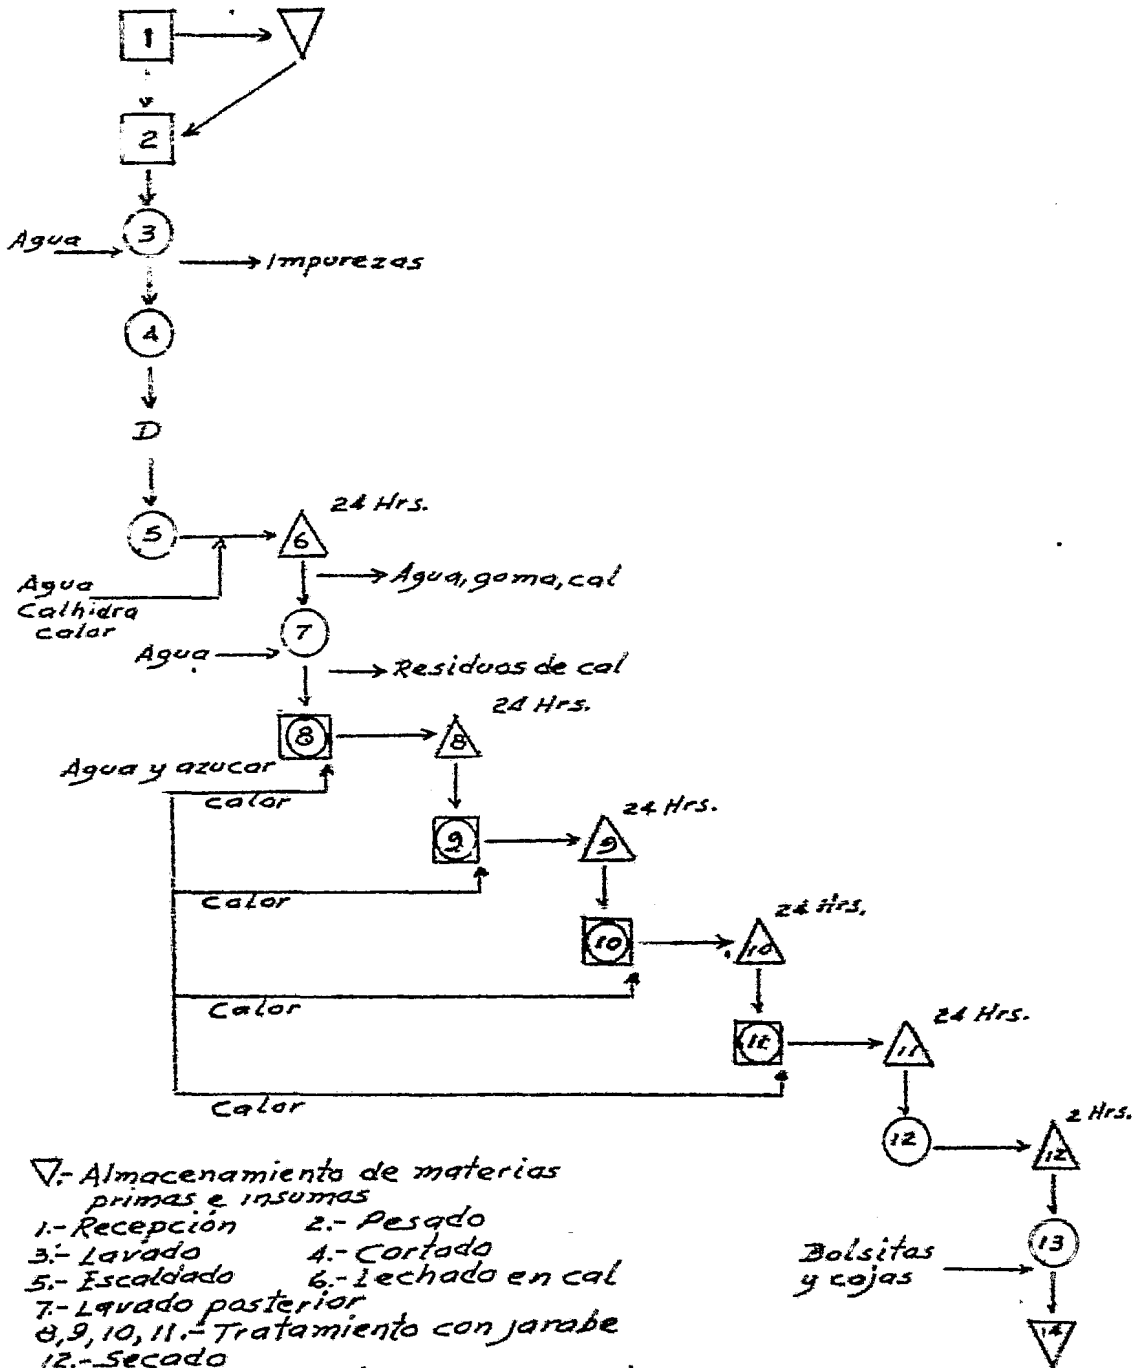 1
2
Agua
3
Impurezas
4
D
24 Hrs.
5
6
Agua
Calhidra
calor
Agua, goma, cal
7
Agua
Residuos de cal
24 Hrs.
8
8
Agua y azucar
calor
24 Hrs.
9
9
Calor
24 Hrs.
10
10
Calor
24 Hrs.
11
11
Calor
2 Hrs.
12
12
▽.- Almacenamiento de materias
primas e insumas
1.- Recepción 2.- Pesado
3.- Lavado 4.- Cortado
5.- Escaldado 6.- Lechado en cal
7.- Lavado posterior
8,9,10,11.- Tratamiento con jarabe
12.- Secado
13
Bolsitas
y cajas
14